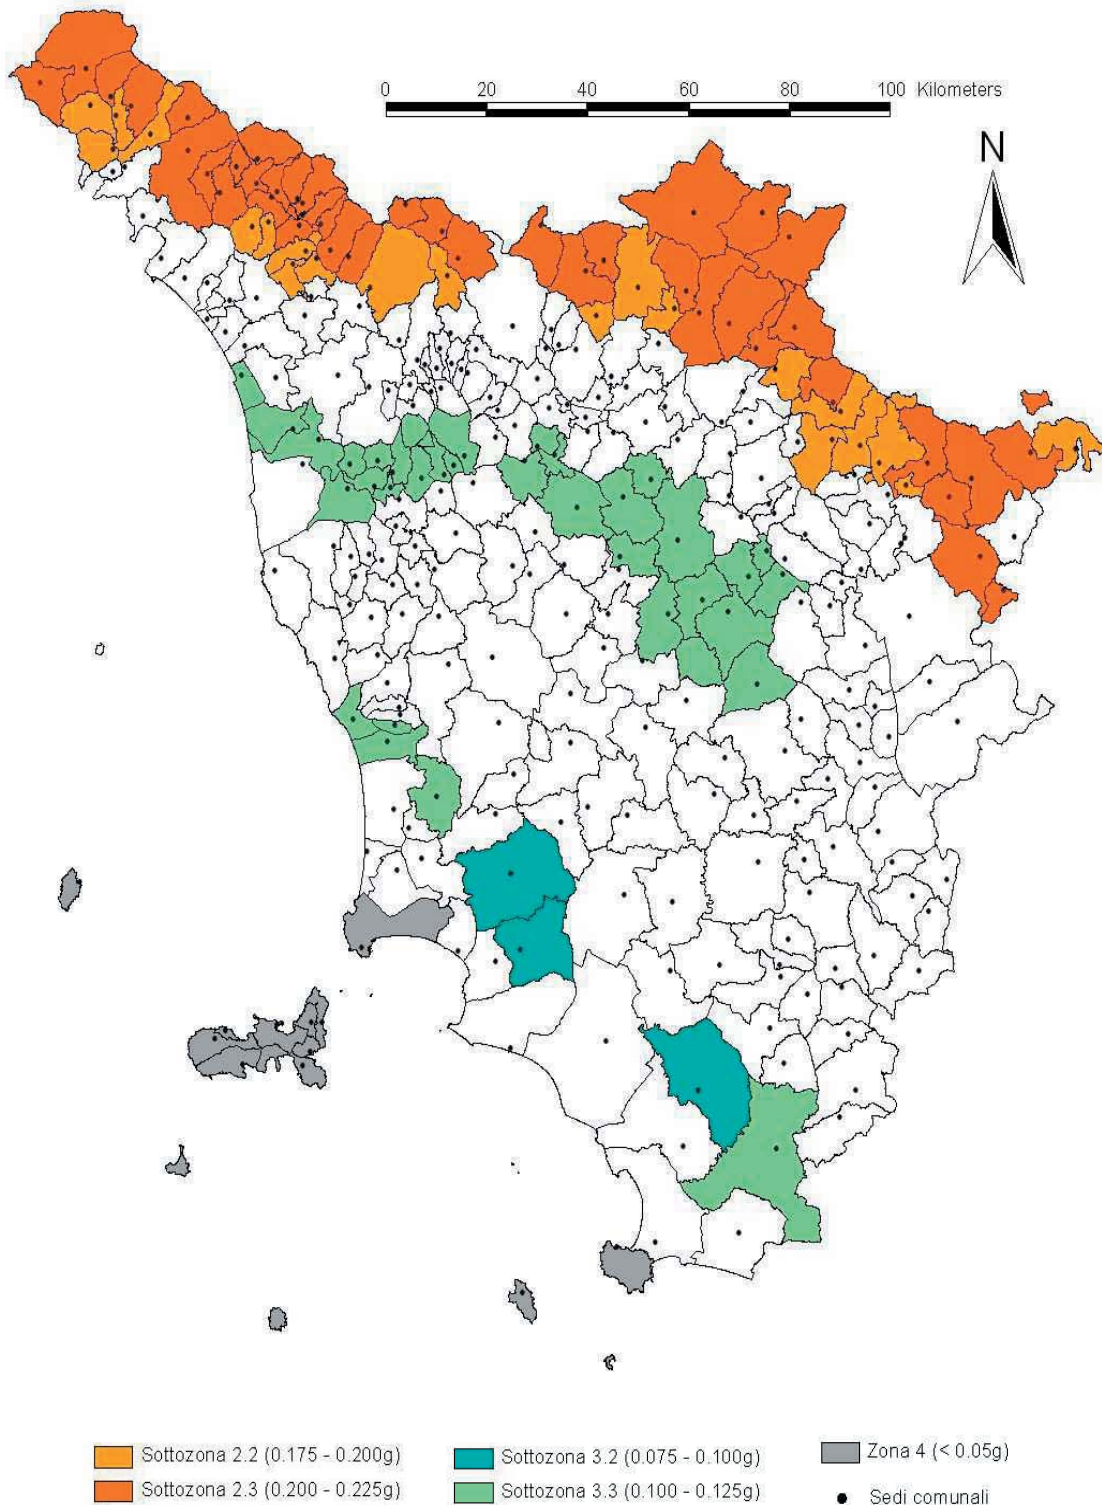 0 20 40 60 80 100 Kilometers
N
Sottozona 2.2 (0.175 - 0.200g)
Sottozona 2.3 (0.200 - 0.225g)
Sottozona 3.2 (0.075 - 0.100g)
Sottozona 3.3 (0.100 - 0.125g)
Zona 4 (< 0.05g)
Sedi comunali